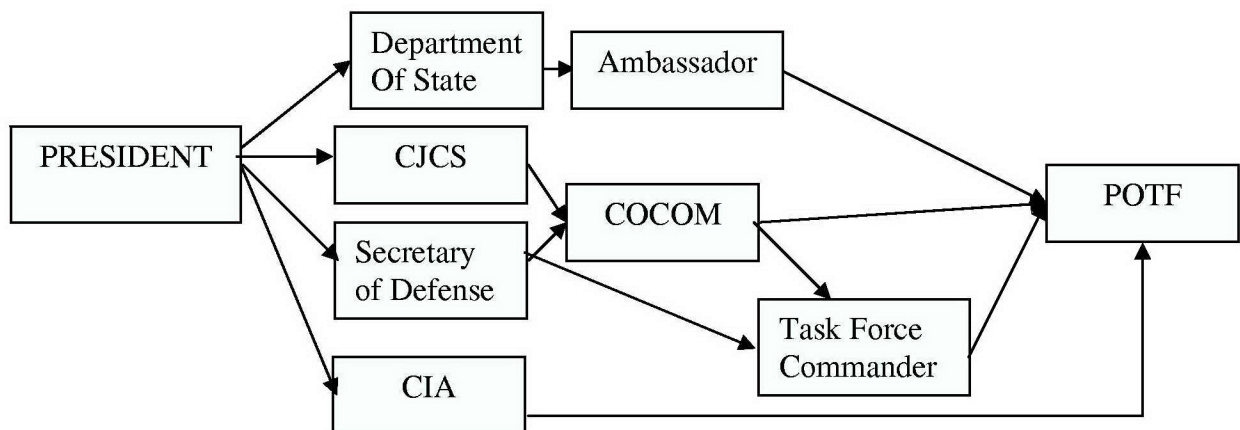 Department
Of State
Ambassador
PRESIDENT
CJCS
POTF
COCOM
Secretary
of Defense
Task Force
Commander
CIA